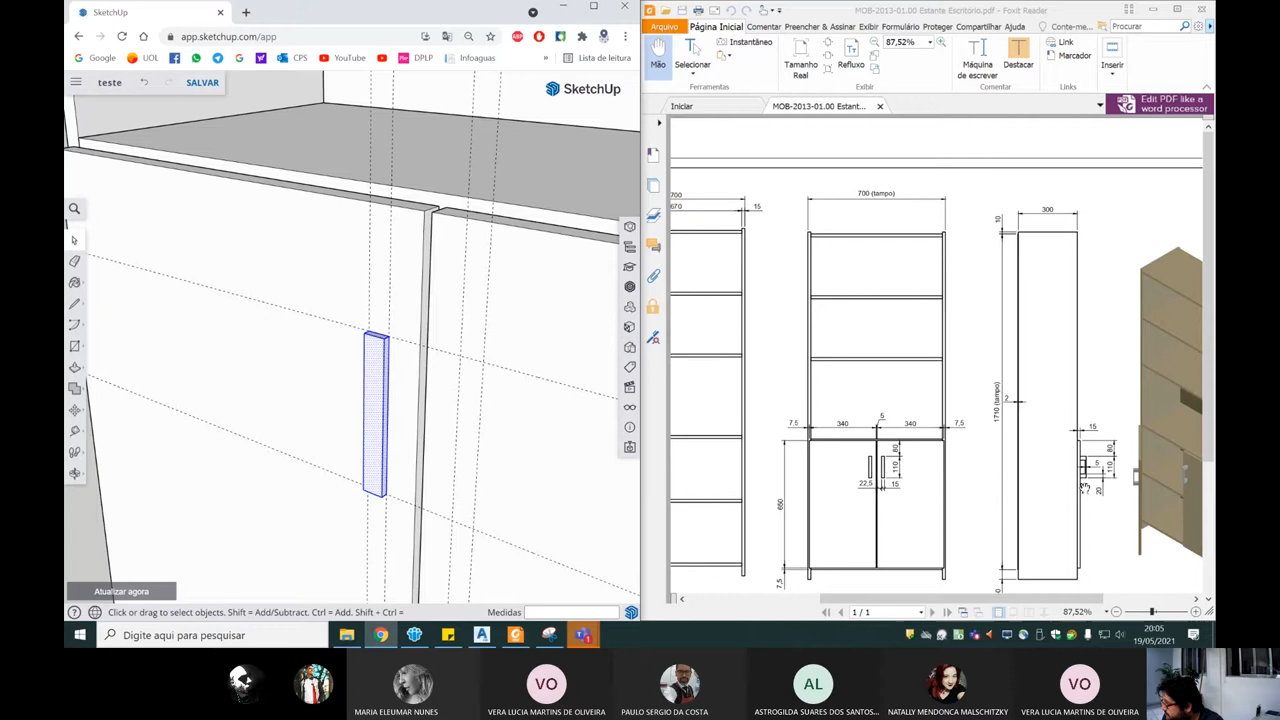 SketchUp
app.sketchup.com/app
Google UOL CPS YouTube DPLP Infoaguas » Lista de leitura
teste SALVAR SketchUp
Atualizar agora
Click or drag to select objects. Shift = Add/Subtract. Ctrl = Add. Shift + Ctrl = Medidas
MOB-2013-01.00 Estante Escritório.pdf - Foxit Reader
Arquivo Página Inicial Comentar Preencher & Assinar Exibir Formulário Proteger Compartilhar Ajuda Conte-me... Procurar
Mão
Selecionar
Instantâneo
Tamanho Real
Refluxo
87,52%
Máquina de escrever
Destacar
Link
Marcador
Inserir
Ferramentas Exibir Comentar Links
Iniciar MOB-2013-01.00 Estant...
Edit PDF like a word processor
700
670
15
700 (tampo)
300
10
1710 (tampo)
2
15
80
5
110
20
5
7,5 340 340 7,5
80
110
22,5 15
650
7,5
1 / 1 87,52%
Digite aqui para pesquisar
20:05
19/05/2021
VO AL VO
MARIA ELEUMAR NUNES
VERA LUCIA MARTINS DE OLIVEIRA
PAULO SERGIO DA COSTA
ASTROGILDA SUARES DOS SANTOS...
NATALLY MENDONCA MALSCHITZKY
VERA LUCIA MARTINS DE OLIVEIRA